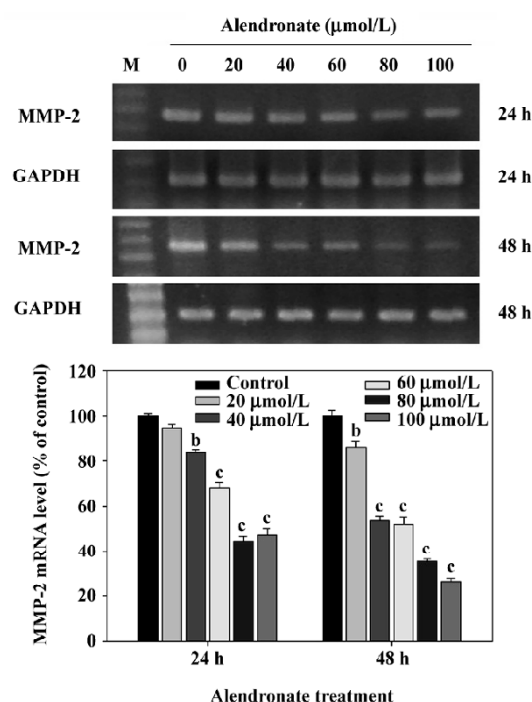 Alendronate (μmol/L)
M 0 20 40 60 80 100
MMP-2 24 h
GAPDH 24 h
MMP-2 48 h
GAPDH 48 h
MMP-2 mRNA level (% of control)
120
100
80
60
40
20
0
Control
20 μmol/L
40 μmol/L
60 μmol/L
80 μmol/L
100 μmol/L
b
c
c
c
b
c
c
c
c
24 h 48 h
Alendronate treatment